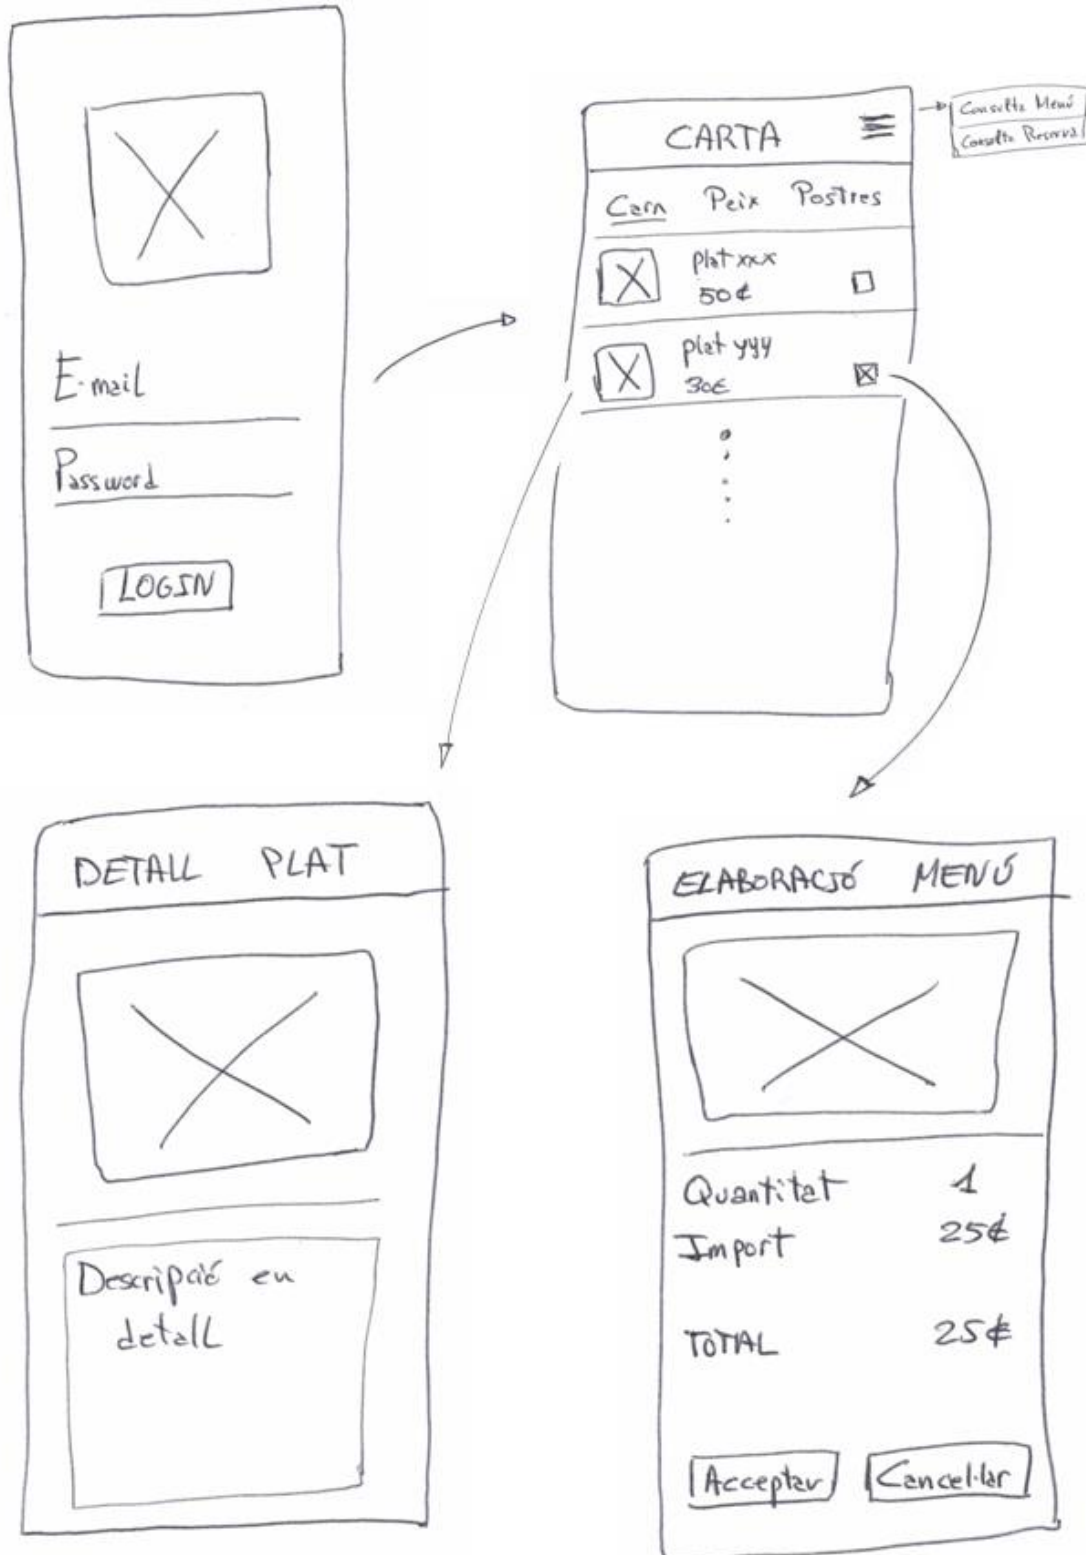 E-mail
Password
LOGIN
CARTA
Consulta Menú
Consulta Reserva
Carn Peix Postres
plat xxx
50€
plat yyy
30€
DETALL PLAT
Descripció en
detall
ELABORACIÓ MENÚ
Quantitat 1
Import 25€
TOTAL 25€
Acceptar Cancel·lar